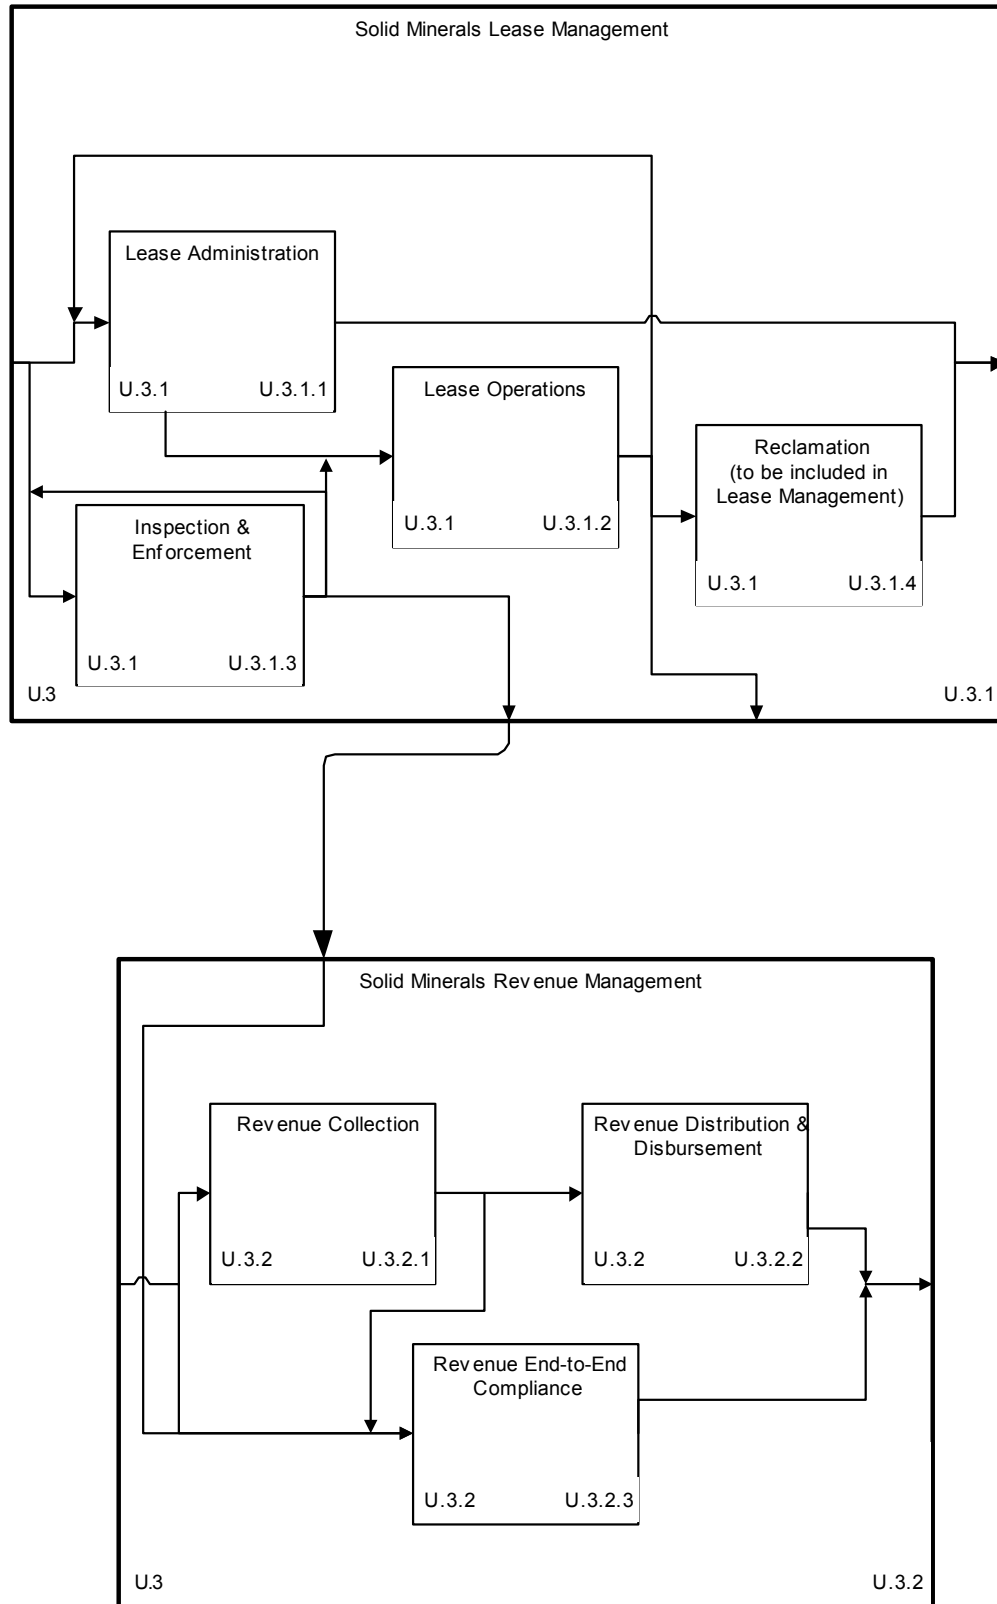 Solid Minerals Lease Management
Lease Administration
U.3.1 U.3.1.1
Lease Operations
U.3.1 U.3.1.2
Reclamation
(to be included in
Lease Management)
U.3.1 U.3.1.4
Inspection &
Enforcement
U.3.1 U.3.1.3
U.3 U.3.1
Solid Minerals Revenue Management
Revenue Collection
U.3.2 U.3.2.1
Revenue Distribution &
Disbursement
U.3.2 U.3.2.2
Revenue End-to-End
Compliance
U.3.2 U.3.2.3
U.3 U.3.2